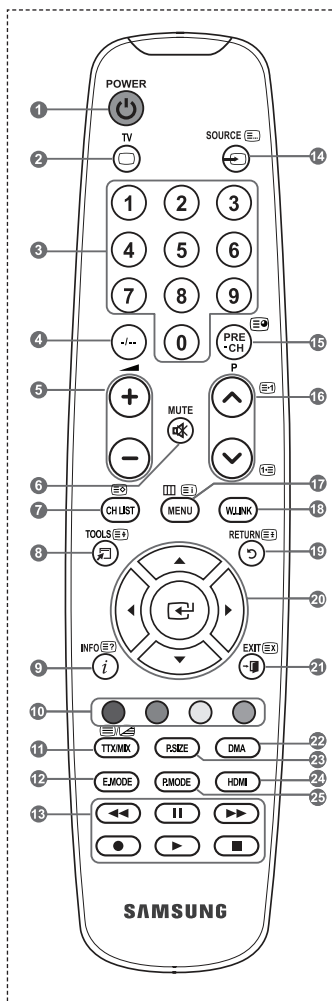 POWER
1
TV
SOURCE
2
14
1 2 3
3
4 5 6
7 8 9
4
-/--
0
PRE
-CH
15
5
P
+
16
MUTE
−
6
17
7
CH LIST
MENU
W.LINK
18
TOOLS
RETURN
8
19
20
INFO
EXIT
9
i
21
10
11
TTX/MIX
P.SIZE
DMA
22
23
12
E.MODE
P.MODE
HDMI
24
25
13
SAMSUNG